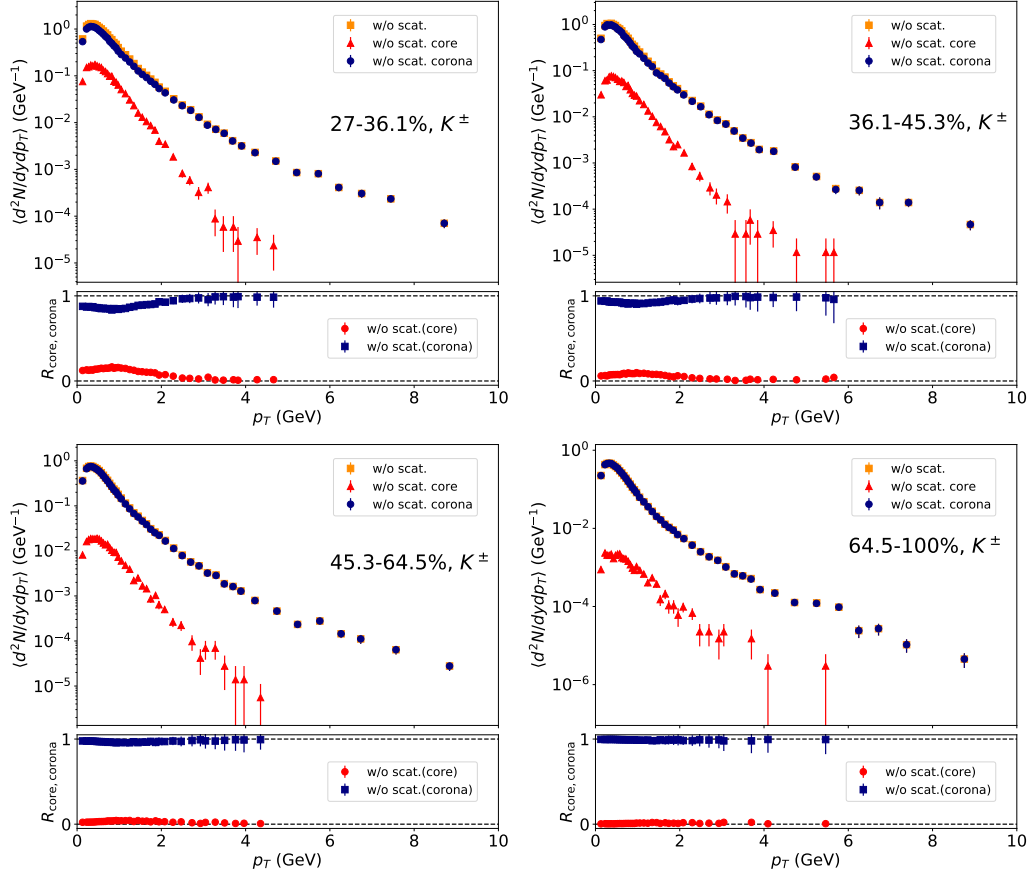 ⟨d²N/dydp_T⟩ (GeV⁻¹)
10⁰
10⁻¹
10⁻²
10⁻³
10⁻⁴
10⁻⁵
w/o scat.
w/o scat. core
w/o scat. corona
27-36.1%, K±
R_core, corona
1
0
w/o scat.(core)
w/o scat.(corona)
0 2 4 6 8 10
p_T (GeV)
⟨d²N/dydp_T⟩ (GeV⁻¹)
10⁰
10⁻¹
10⁻²
10⁻³
10⁻⁴
10⁻⁵
w/o scat.
w/o scat. core
w/o scat. corona
36.1-45.3%, K±
R_core, corona
1
0
w/o scat.(core)
w/o scat.(corona)
0 2 4 6 8 10
p_T (GeV)
⟨d²N/dydp_T⟩ (GeV⁻¹)
10⁰
10⁻¹
10⁻²
10⁻³
10⁻⁴
10⁻⁵
w/o scat.
w/o scat. core
w/o scat. corona
45.3-64.5%, K±
R_core, corona
1
0
w/o scat.(core)
w/o scat.(corona)
0 2 4 6 8 10
p_T (GeV)
⟨d²N/dydp_T⟩ (GeV⁻¹)
10⁰
10⁻²
10⁻⁴
10⁻⁶
w/o scat.
w/o scat. core
w/o scat. corona
64.5-100%, K±
R_core, corona
1
0
w/o scat.(core)
w/o scat.(corona)
0 2 4 6 8 10
p_T (GeV)